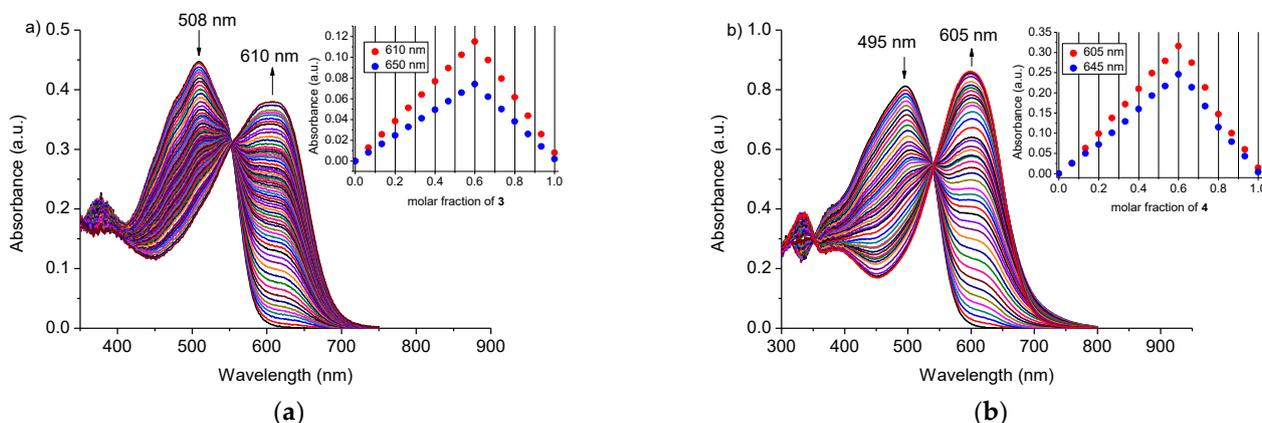 a)
508 nm
610 nm
0.5
0.4
0.3
0.2
0.1
0.0
Absorbance (a.u.)
400 500 600 700 800 900
Wavelength (nm)
0.12
0.10
0.08
0.06
0.04
0.02
0.00
Absorbance (a.u.)
610 nm
650 nm
0.0 0.2 0.4 0.6 0.8 1.0
molar fraction of 3
(a)
b)
495 nm
605 nm
1.0
0.8
0.6
0.4
0.2
0.0
Absorbance (a.u.)
300 400 500 600 700 800 900
Wavelength (nm)
0.35
0.30
0.25
0.20
0.15
0.10
0.05
0.00
Absorbance (a.u.)
605 nm
645 nm
0.0 0.2 0.4 0.6 0.8 1.0
molar fraction of 4
(b)